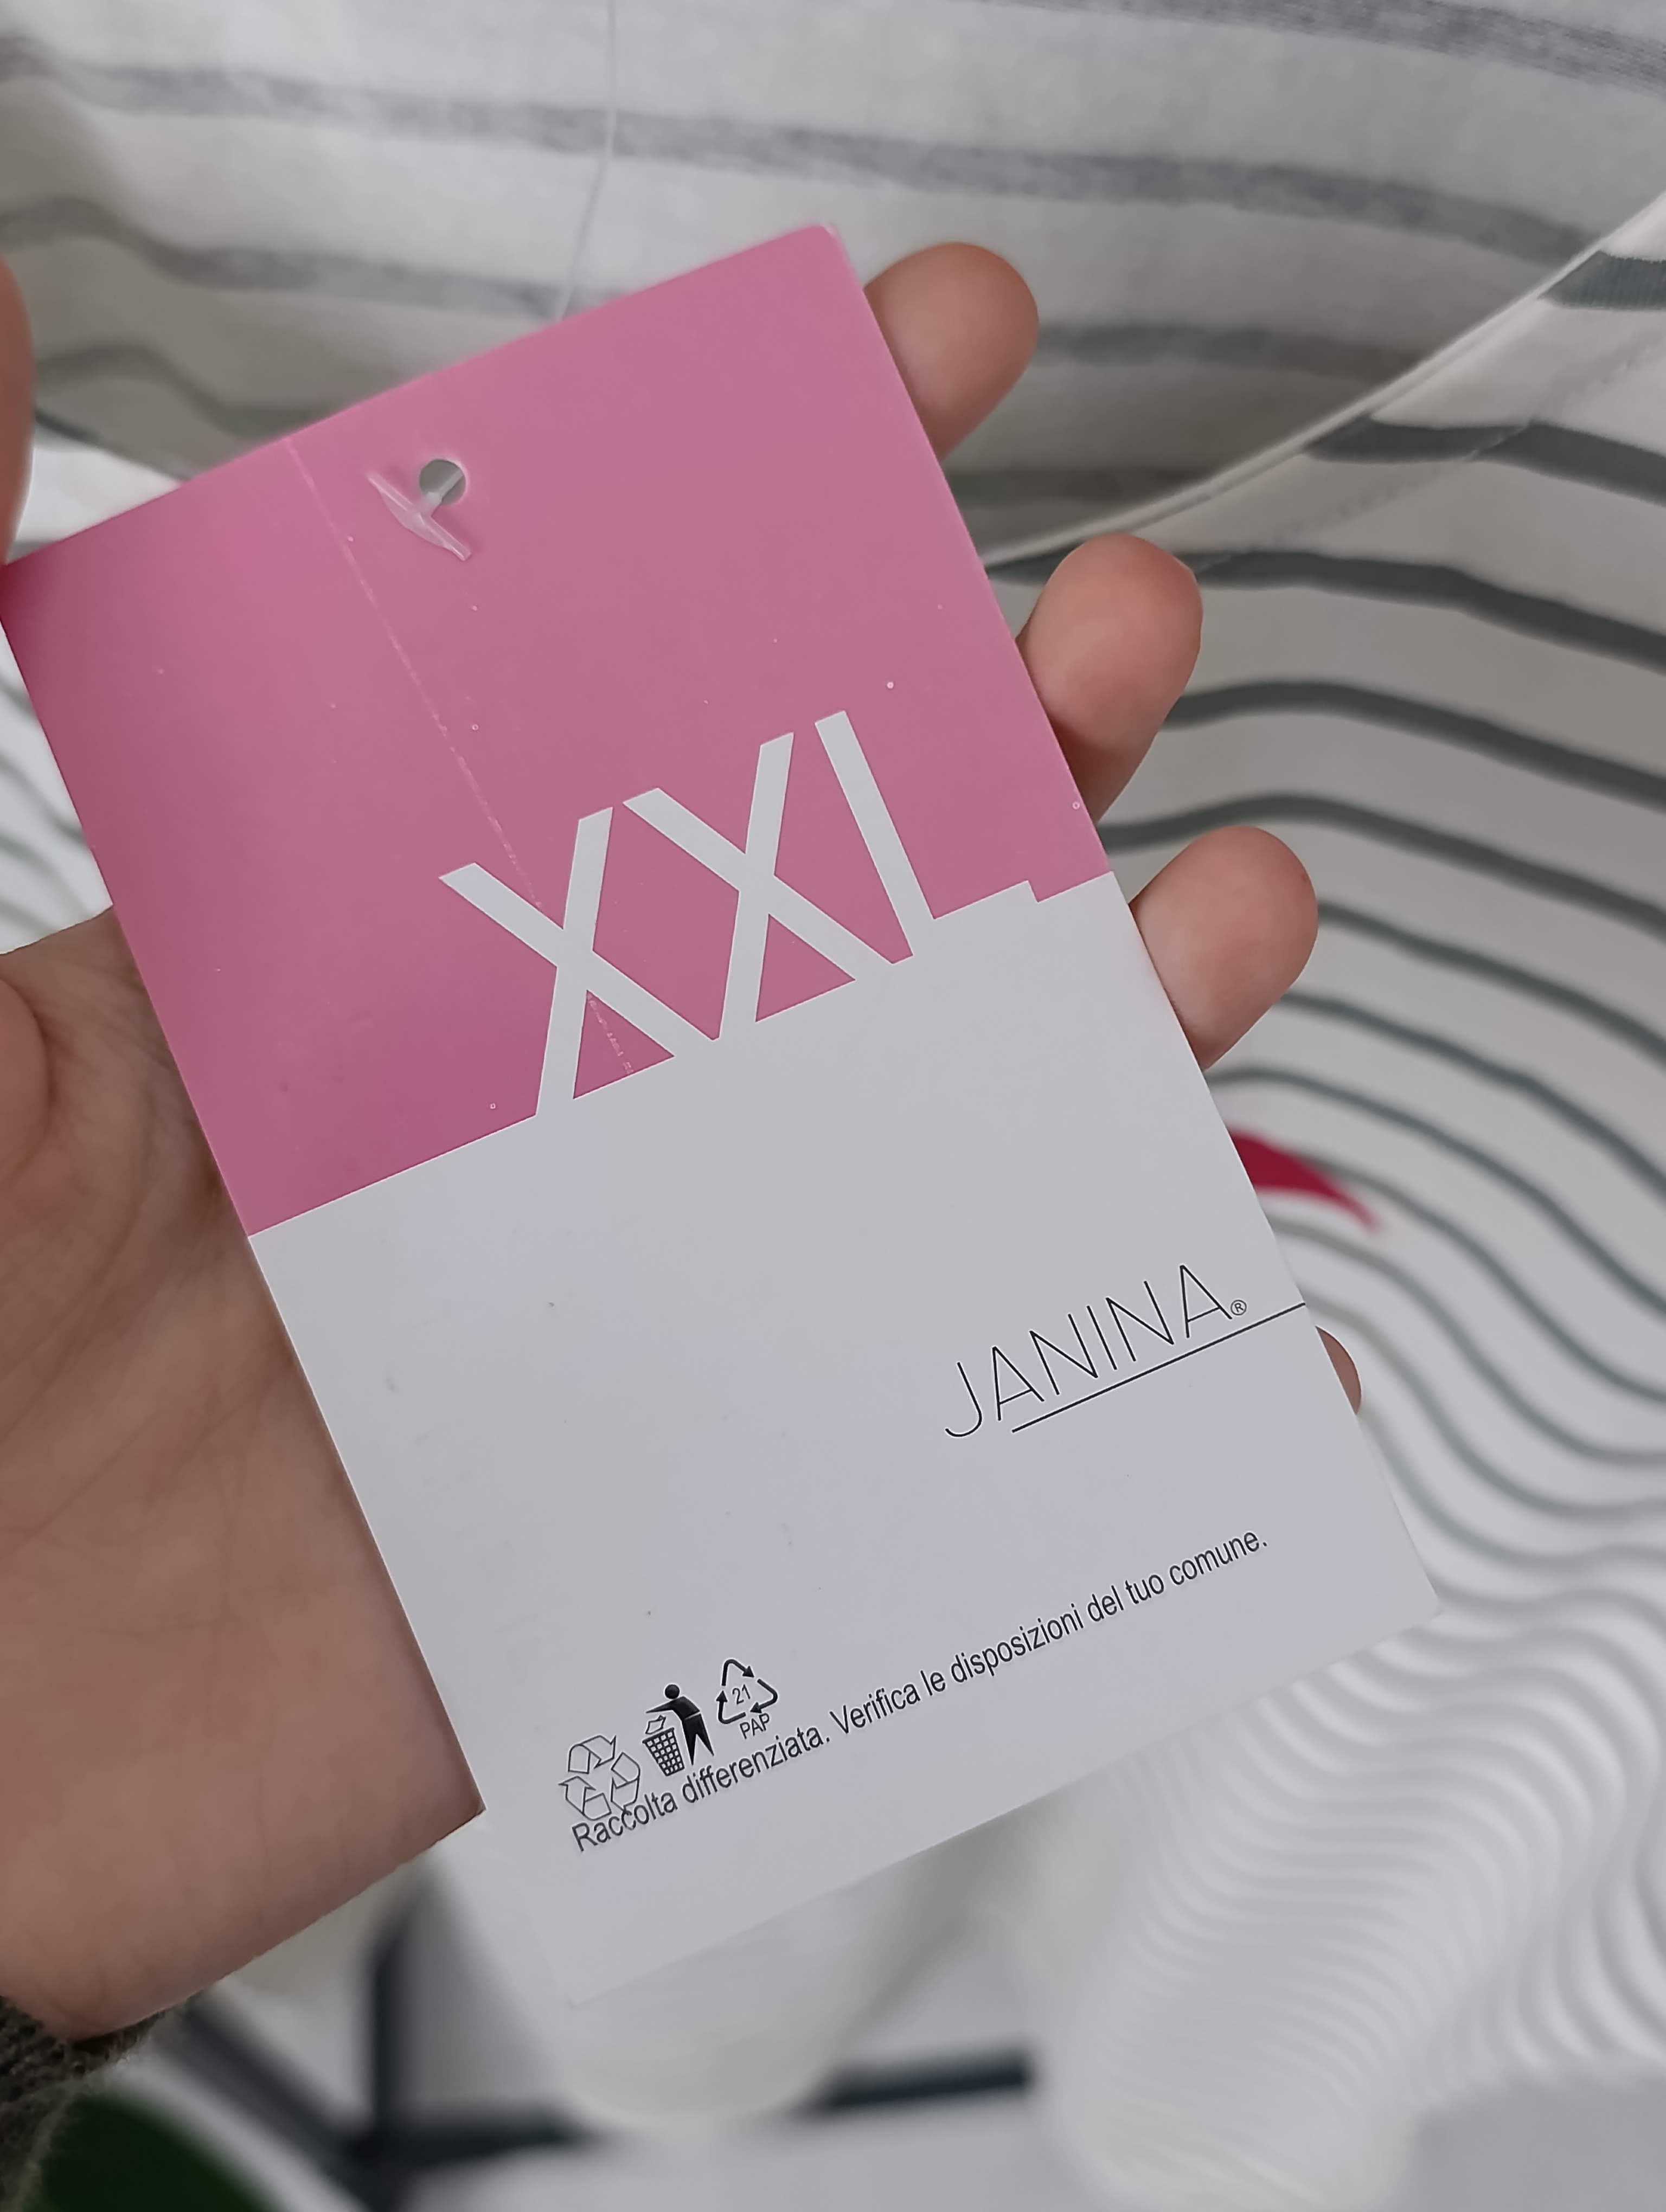 XXL
JANINA®
21
PAP
Raccolta differenziata. Verifica le disposizioni del tuo comune.